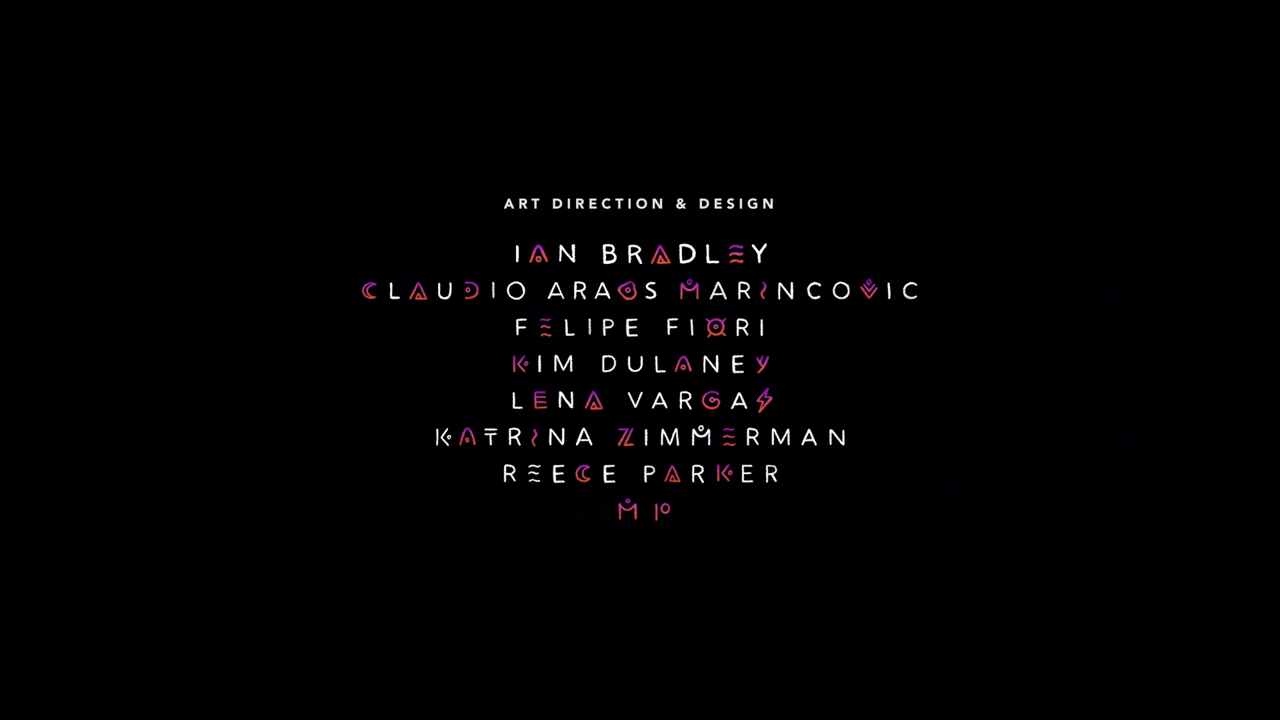 ART DIRECTION & DESIGN
IAN BRADLEY
CLAUDIO ARAOS MARINCOVIC
FELIPE FIORI
KIM DULANEY
LENA VARGAS
KATRINA ZIMMERMAN
REECE PARKER